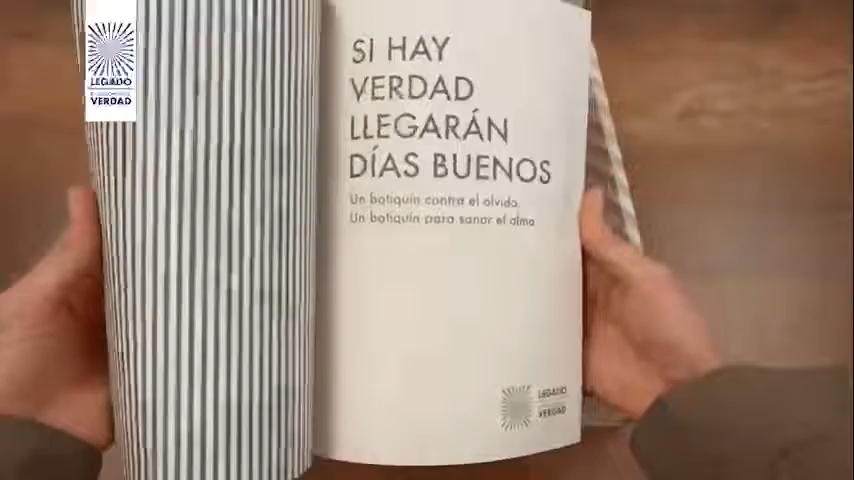 LEGADO
VERDAD
SI HAY
VERDAD
LLEGARÁN
DÍAS BUENOS
Un botiquín contra el olvido.
Un botiquín para sanar el alma
LEGADO
VERDAD